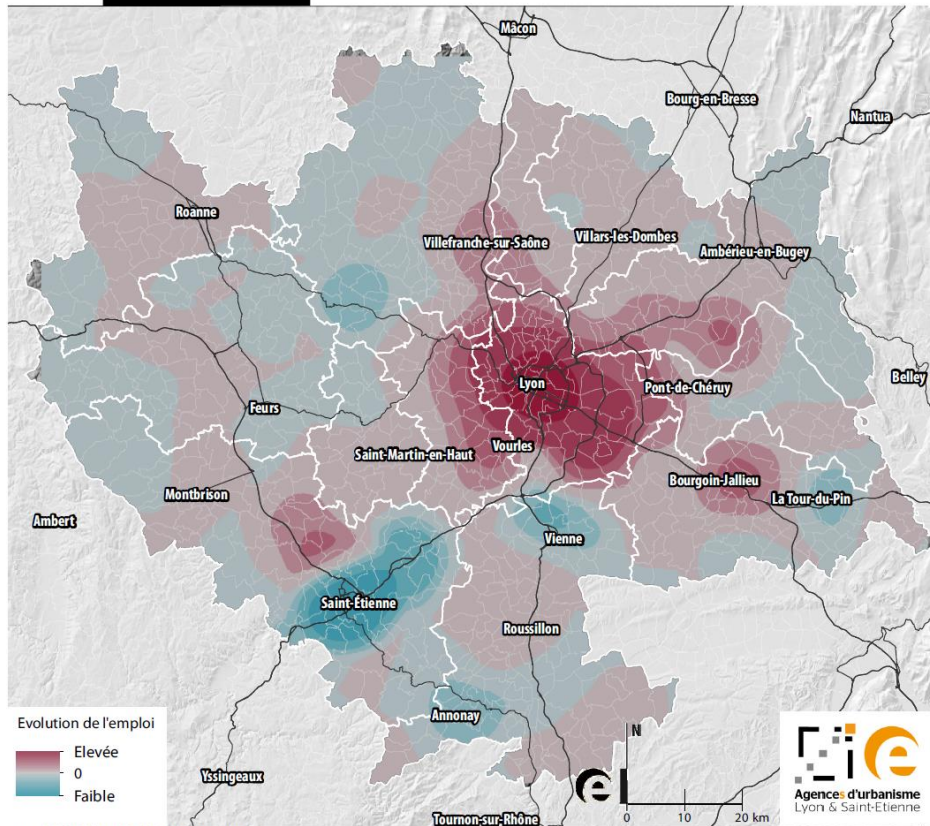 Mâcon
Bourg-en-Bresse
Nantua
Roanne
Villefranche-sur-Saône
Villars-les-Dombes
Ambérieu-en-Bugey
Lyon
Pont-de-Chéruy
Belley
Feurs
Saint-Martin-en-Haut
Vourles
Bourgoin-Jallieu
Montbrison
La Tour-du-Pin
Ambert
Vienne
Saint-Étienne
Roussillon
Annonay
Yssingeaux
Tournon-sur-Rhône
Evolution de l'emploi
Elevée
0
Faible
N
e
0 10 20 km
e
Agences d'urbanisme
Lyon & Saint-Etienne